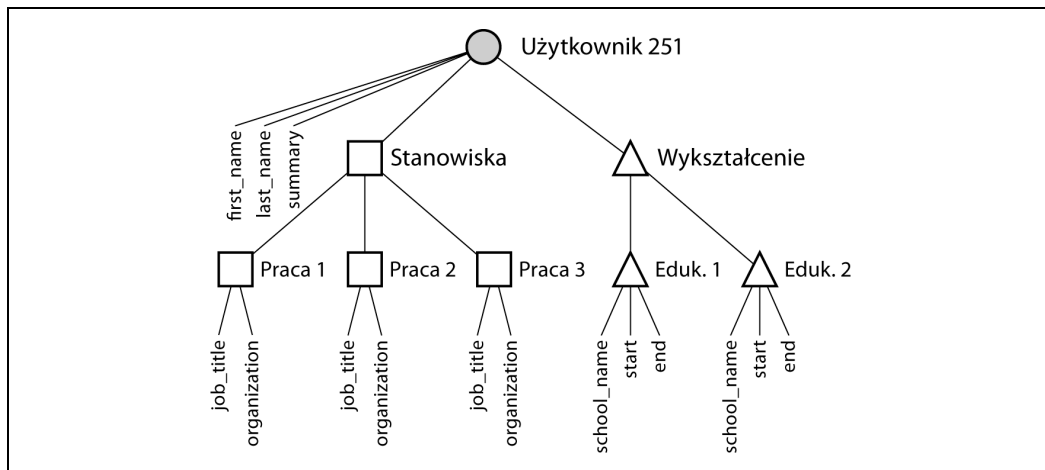 Użytkownik 251
first_name
last_name
summary
Stanowiska
Wykształcenie
Praca 1
Praca 2
Praca 3
Eduk. 1
Eduk. 2
job_title
organization
job_title
organization
job_title
organization
school_name
start
end
school_name
start
end